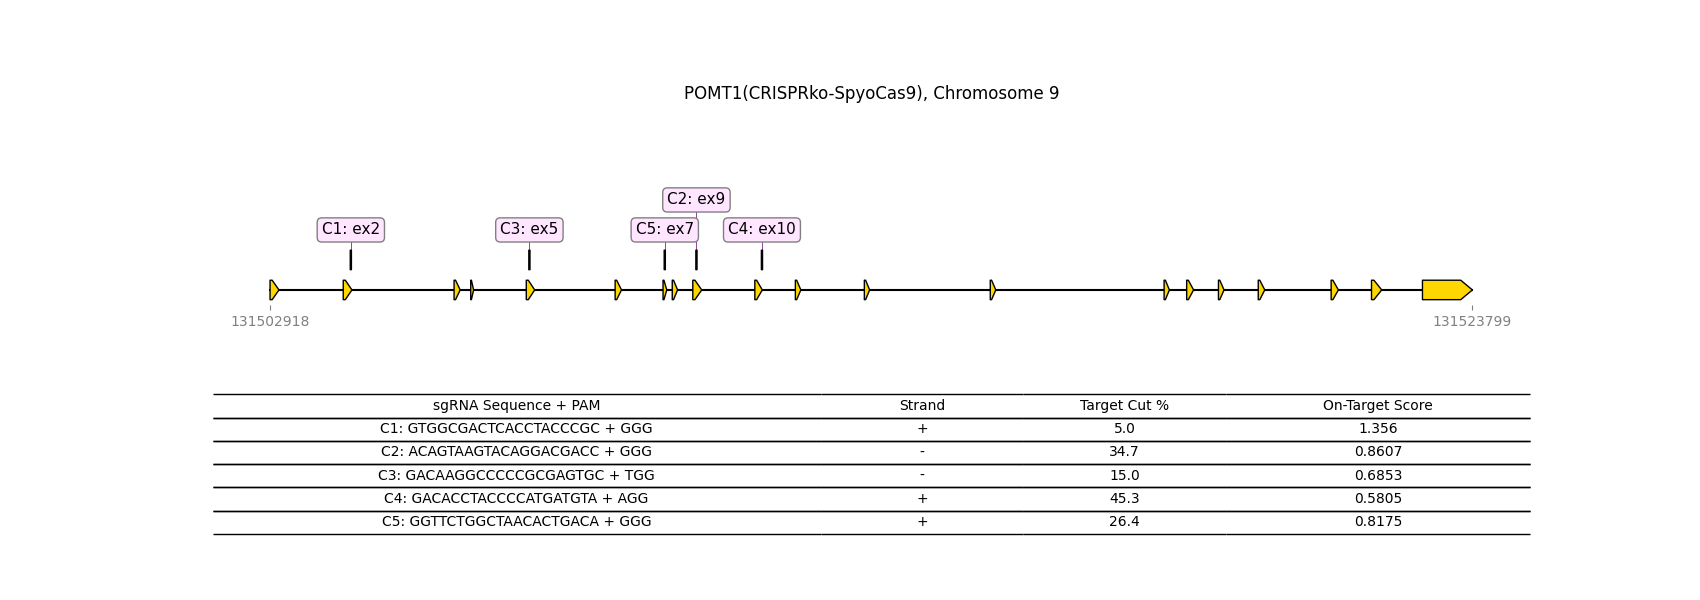 POMT1(CRISPRko-SpyoCas9), Chromosome 9
C2: ex9
C1: ex2 C3: ex5 C5: ex7 C4: ex10
131502918 131523799
sgRNA Sequence + PAM Strand Target Cut % On-Target Score
C1: GTGGCGACTCACCTACCCGC + GGG + 5.0 1.356
C2: ACAGTAAGTACAGGACGACC + GGG - 34.7 0.8607
C3: GACAAGGCCCCCGCGAGTGC + TGG - 15.0 0.6853
C4: GACACCTACCCCATGATGTA + AGG + 45.3 0.5805
C5: GGTTCTGGCTAACACTGACA + GGG + 26.4 0.8175